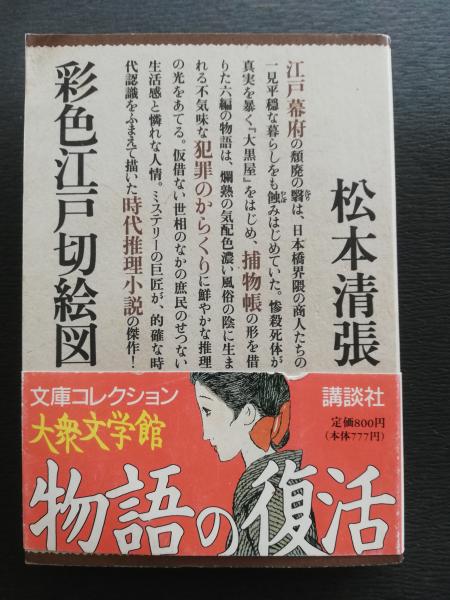 松本清張
江戸幕府の頽廃の翳は、日本橋界隈の商人たちの
一見平穏な暮らしをも蝕みはじめていた。惨殺死体が
真実を暴く『大黒屋』をはじめ、捕物帳の形を借
りた六編の物語は、爛熟の気配色濃い風俗の陰に生ま
れる不気味な犯罪のからくりに鮮やかな推理
の光をあてる。仮借ない世相のなかの庶民のせつない
生活感と憐れな人情。ミステリーの巨匠が、的確な時
代認識をふまえて描いた時代推理小説の傑作！
彩色江戸切絵図
文庫コレクション
大衆文学館
講談社
定価800円
（本体777円）
物語の復活